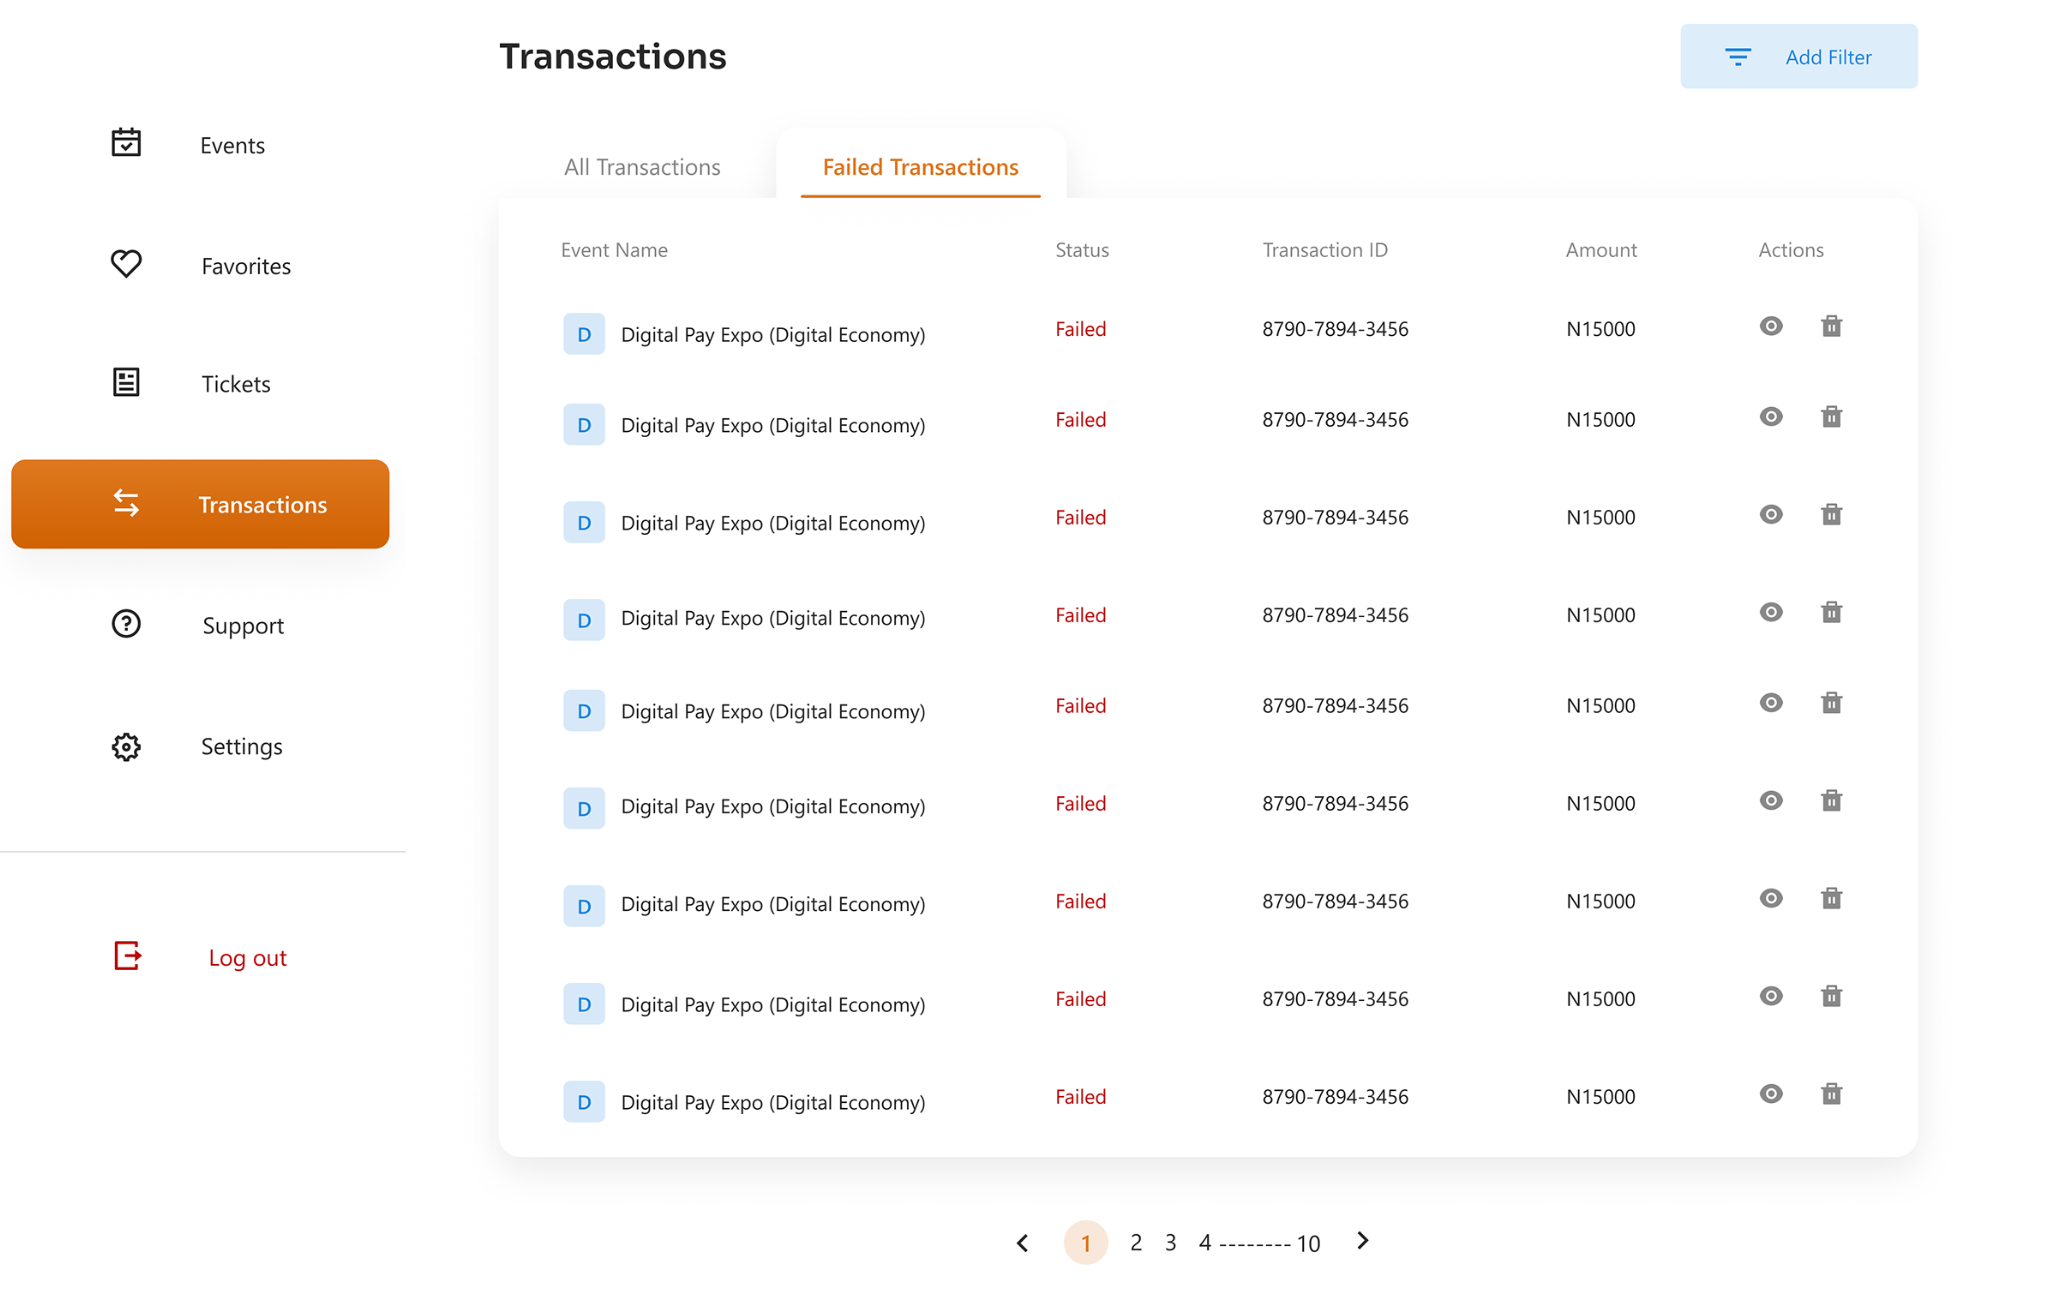 Transactions
Add Filter
Events
Favorites
Tickets
Transactions
Support
Settings
Log out
All Transactions
Failed Transactions
Event Name Status Transaction ID Amount Actions
D Digital Pay Expo (Digital Economy) Failed 8790-7894-3456 N15000
D Digital Pay Expo (Digital Economy) Failed 8790-7894-3456 N15000
D Digital Pay Expo (Digital Economy) Failed 8790-7894-3456 N15000
D Digital Pay Expo (Digital Economy) Failed 8790-7894-3456 N15000
D Digital Pay Expo (Digital Economy) Failed 8790-7894-3456 N15000
D Digital Pay Expo (Digital Economy) Failed 8790-7894-3456 N15000
D Digital Pay Expo (Digital Economy) Failed 8790-7894-3456 N15000
D Digital Pay Expo (Digital Economy) Failed 8790-7894-3456 N15000
D Digital Pay Expo (Digital Economy) Failed 8790-7894-3456 N15000
1 2 3 4 -------- 10